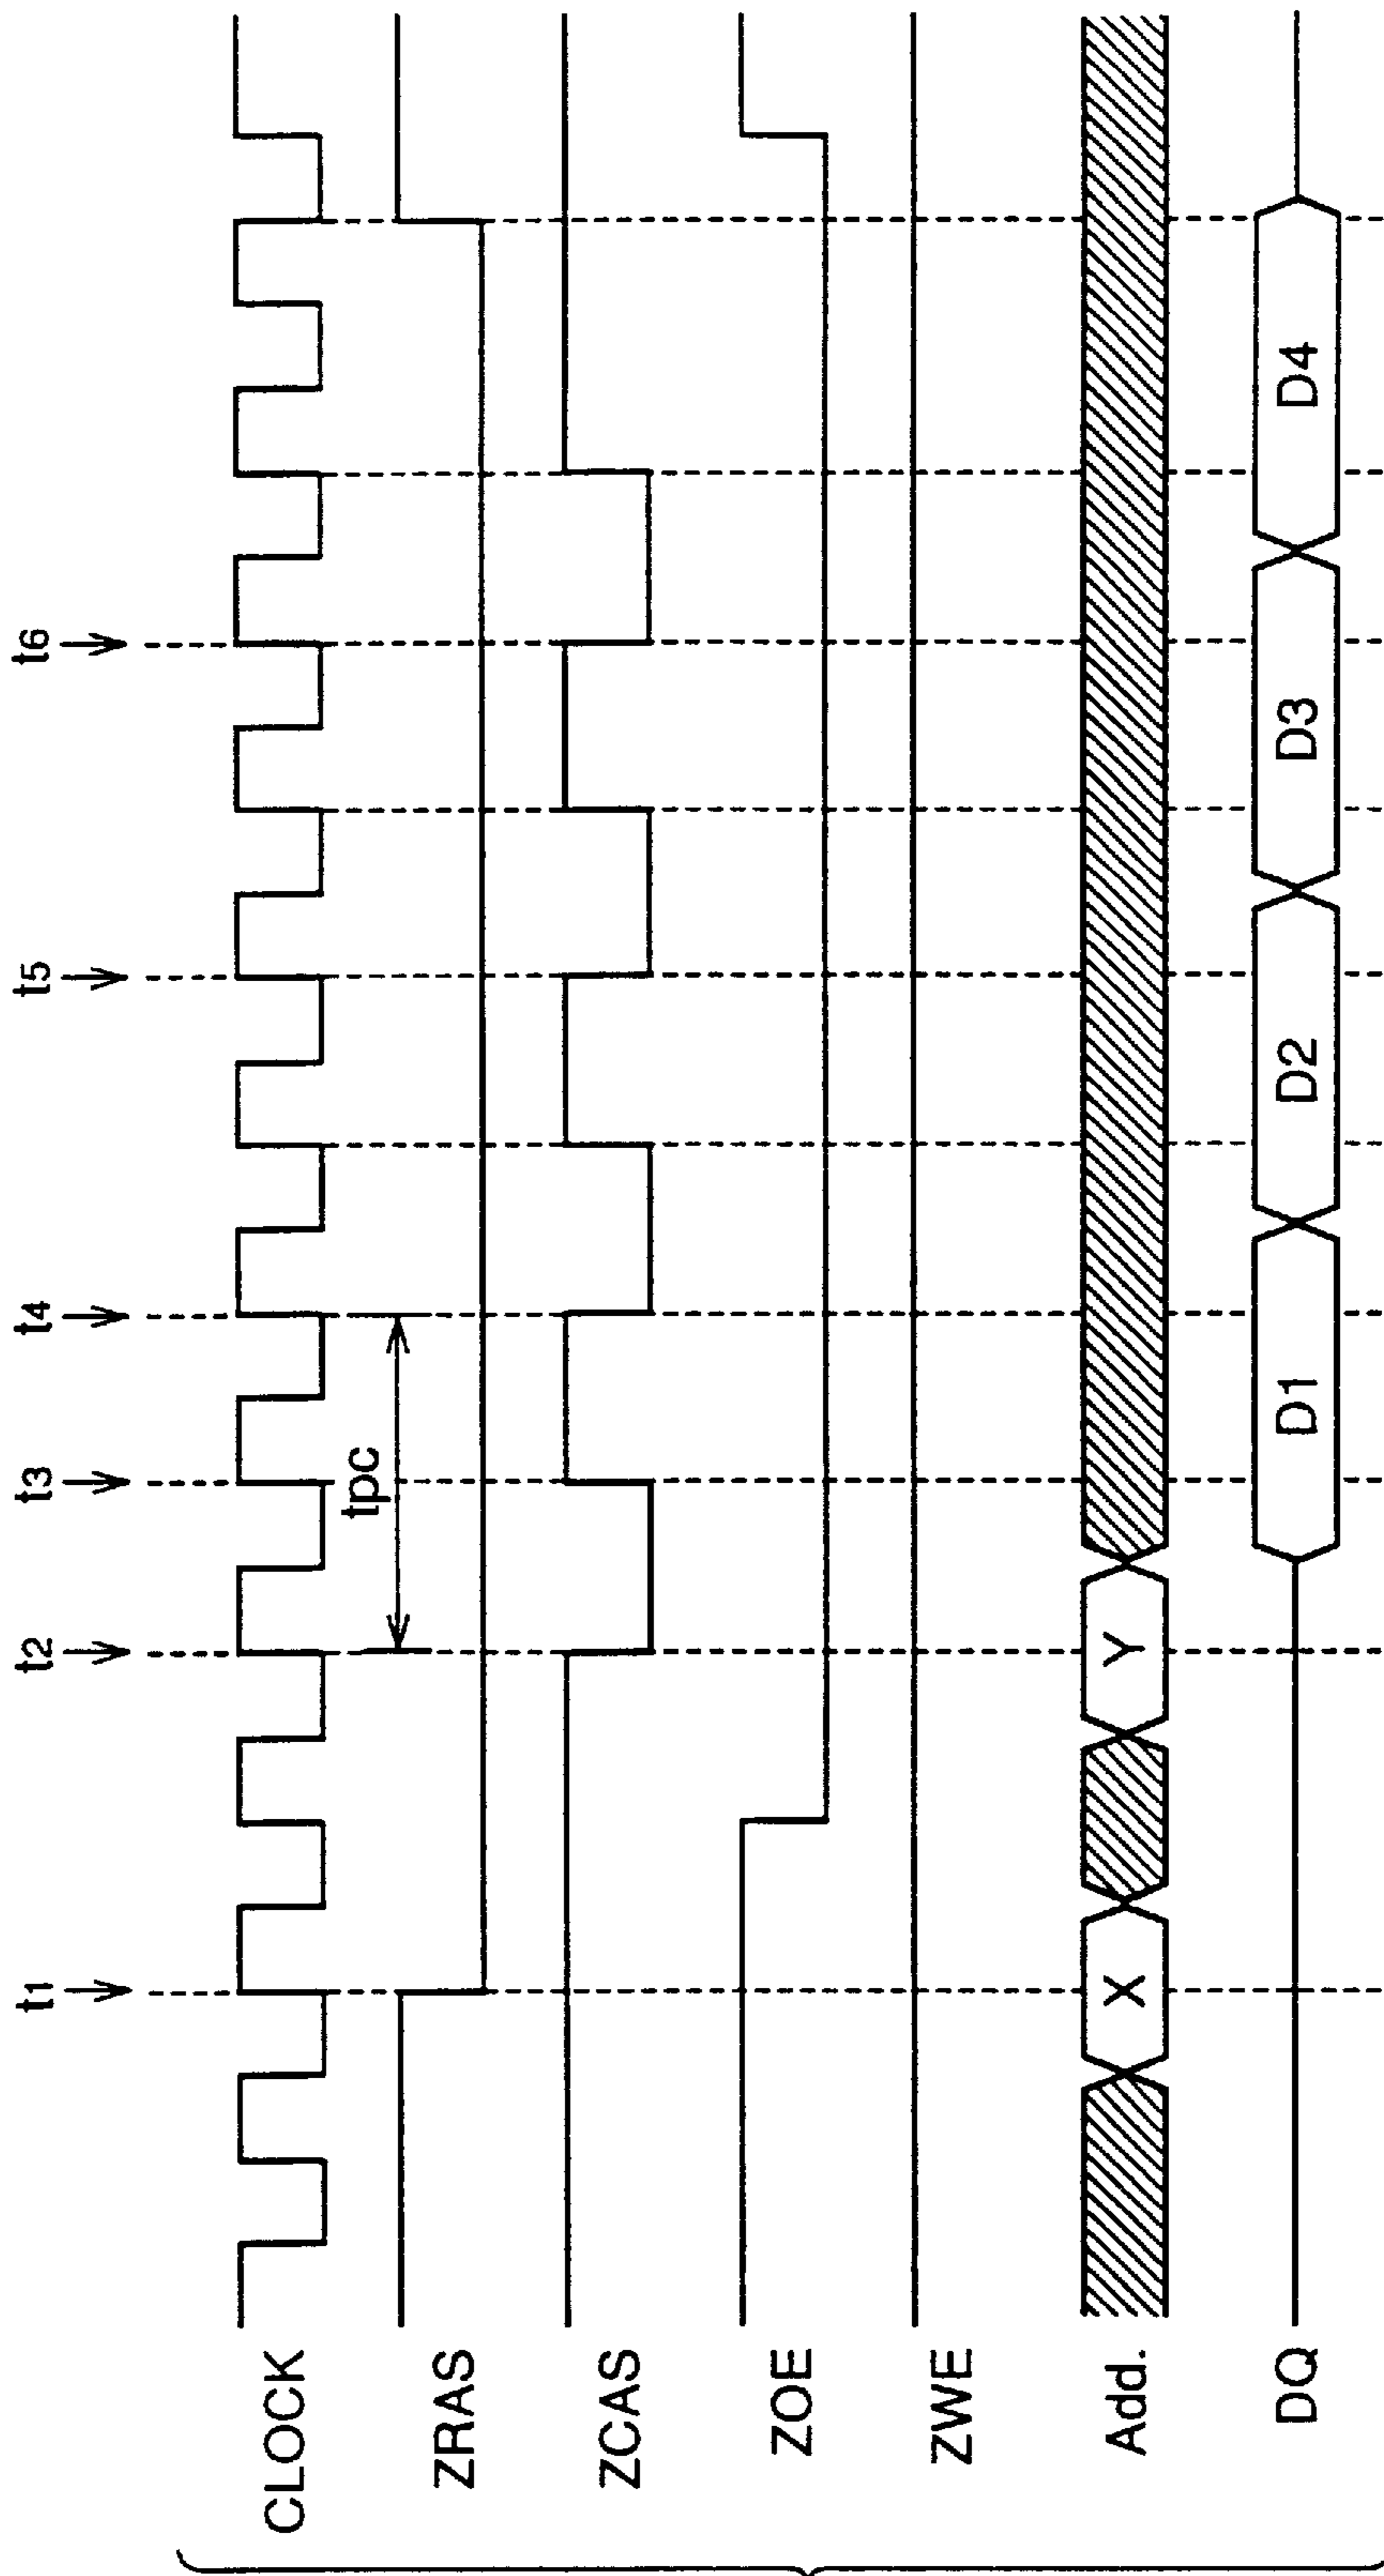 t1 t2 t3 t4 t5 t6
CLOCK
tpc
ZRAS
ZCAS
ZOE
ZWE
Add. X Y
DQ D1 D2 D3 D4